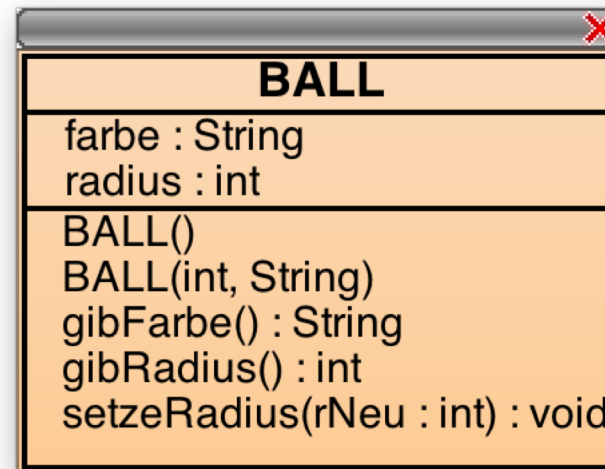 BALL
farbe : String
radius : int
BALL()
BALL(int, String)
gibFarbe() : String
gibRadius() : int
setzeRadius(rNeu : int) : void